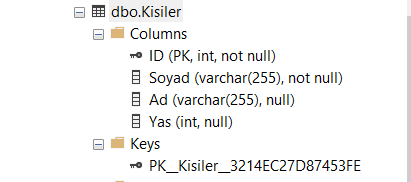 dbo.Kisiler
Columns
ID (PK, int, not null)
Soyad (varchar(255), not null)
Ad (varchar(255), null)
Yas (int, null)
Keys
PK__Kisiler__3214EC27D87453FE